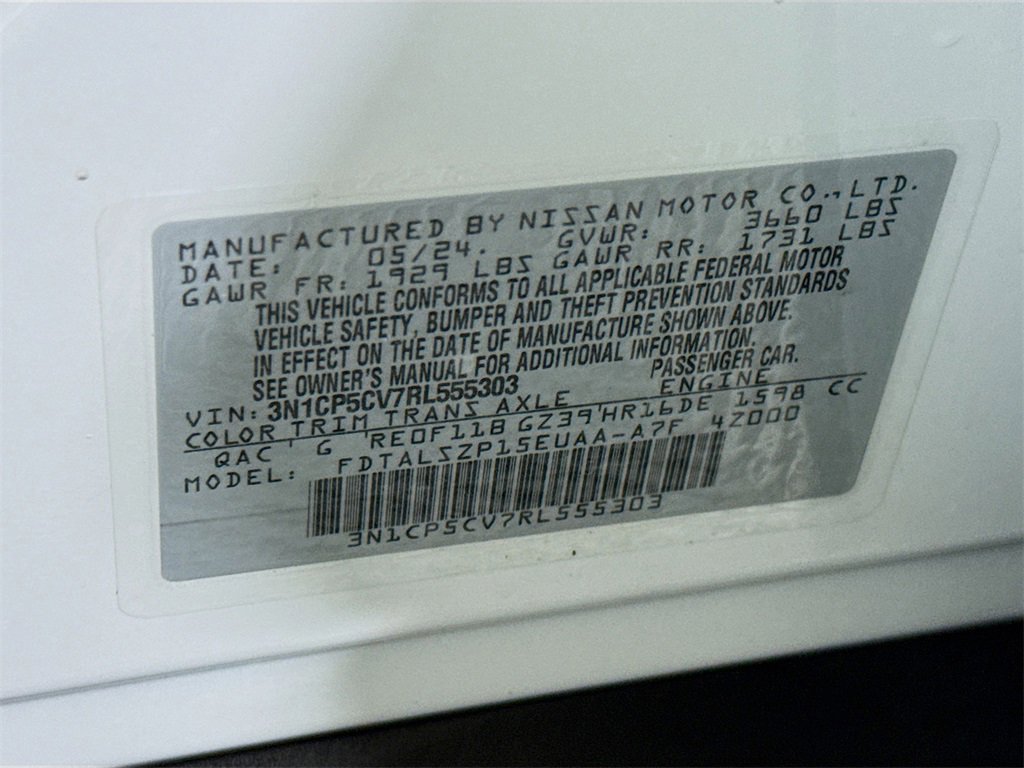 MANUFACTURED BY NISSAN MOTOR CO., LTD.
DATE: 05/24. GVWR: 3660 LBS
GAWR FR: 1929 LBS GAWR RR: 1731 LBS
THIS VEHICLE CONFORMS TO ALL APPLICABLE FEDERAL MOTOR
VEHICLE SAFETY, BUMPER AND THEFT PREVENTION STANDARDS
IN EFFECT ON THE DATE OF MANUFACTURE SHOWN ABOVE.
SEE OWNER'S MANUAL FOR ADDITIONAL INFORMATION.
VIN: 3N1CP5CV7RL555303 PASSENGER CAR.
COLOR TRIM TRANS AXLE ENGINE
QAC G RE0F11B GZ39 HR16DE 1598 CC
MODEL: FDTALSZP15EUAA-A7F 4Z000
3N1CP5CV7RL555303